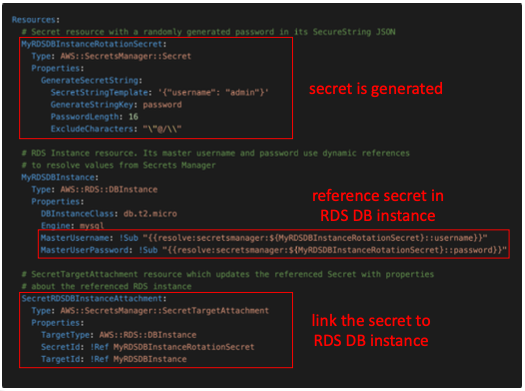 Resources:
# Secret resource with a randomly generated password in its SecureString JSON
MyRDSDBInstanceRotationSecret:
Type: AWS::SecretsManager::Secret
Properties:
GenerateSecretString:
SecretStringTemplate: '{"username": "admin"}'
GenerateStringKey: password
PasswordLength: 16
ExcludeCharacters: "\"@/\\"
secret is generated
# RDS Instance resource. Its master username and password use dynamic references
# to resolve values from Secrets Manager
MyRDSDBInstance:
Type: AWS::RDS::DBInstance
Properties:
DBInstanceClass: db.t2.micro
Engine: mysql
MasterUsername: !Sub "{{resolve:secretsmanager:${MyRDSDBInstanceRotationSecret}::username}}"
MasterUserPassword: !Sub "{{resolve:secretsmanager:${MyRDSDBInstanceRotationSecret}::password}}"
reference secret in
RDS DB instance
# SecretTargetAttachment resource which updates the referenced Secret with properties
# about the referenced RDS instance
SecretRDSDBInstanceAttachment:
Type: AWS::SecretsManager::SecretTargetAttachment
Properties:
TargetType: AWS::RDS::DBInstance
SecretId: !Ref MyRDSDBInstanceRotationSecret
TargetId: !Ref MyRDSDBInstance
link the secret to
RDS DB instance